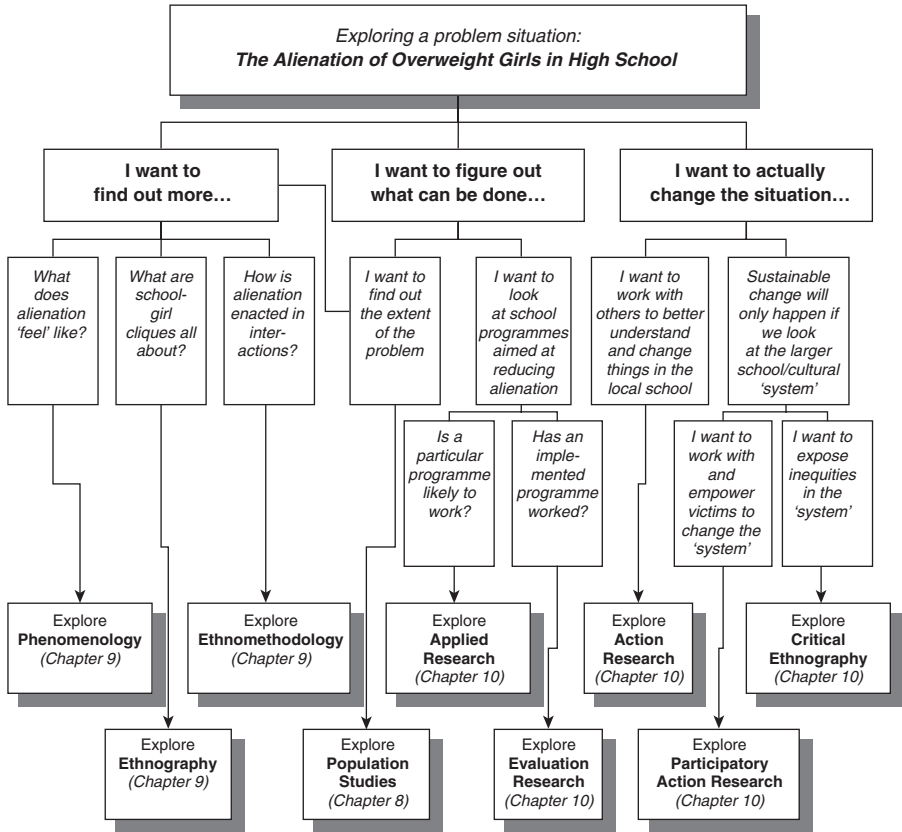 Exploring a problem situation:
The Alienation of Overweight Girls in High School
I want to
find out more…
I want to figure out
what can be done…
I want to actually
change the situation…
What
does
alienation
‘feel’ like?
What are
school-
girl
cliques all
about?
How is
alienation
enacted in
inter-
actions?
I want to
find out
the extent
of the
problem
I want to
look
at school
programmes
aimed at
reducing
alienation
I want to
work with
others to better
understand
and change
things in the
local school
Sustainable
change will
only happen if
we look
at the larger
school/cultural
‘system’
Is a
particular
programme
likely to
work?
Has an
imple-
mented
programme
worked?
I want to
work with
and
empower
victims to
change the
‘system’
I want to
expose
inequities
in the
‘system’
Explore
Phenomenology
(Chapter 9)
Explore
Ethnomethodology
(Chapter 9)
Explore
Applied
Research
(Chapter 10)
Explore
Action
Research
(Chapter 10)
Explore
Critical
Ethnography
(Chapter 10)
Explore
Ethnography
(Chapter 9)
Explore
Population
Studies
(Chapter 8)
Explore
Evaluation
Research
(Chapter 10)
Explore
Participatory
Action Research
(Chapter 10)